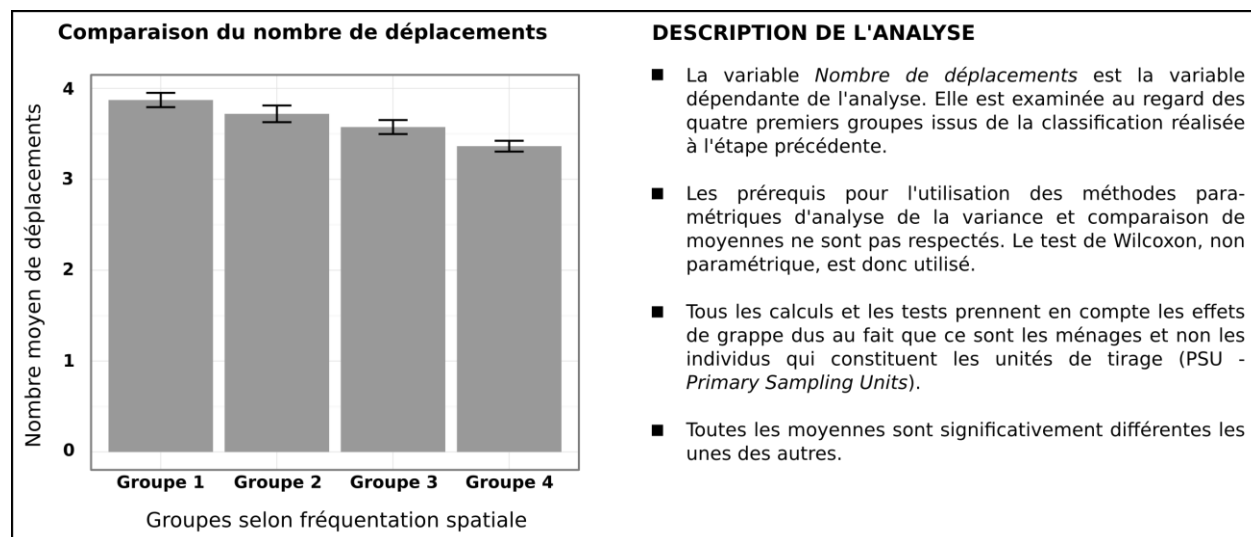 Comparaison du nombre de déplacements
Nombre moyen de déplacements
4
3
2
1
0
Groupe 1 Groupe 2 Groupe 3 Groupe 4
Groupes selon fréquentation spatiale
DESCRIPTION DE L'ANALYSE
■ La variable Nombre de déplacements est la variable
dépendante de l'analyse. Elle est examinée au regard des
quatre premiers groupes issus de la classification réalisée
à l'étape précédente.
■ Les prérequis pour l'utilisation des méthodes para-
métriques d'analyse de la variance et comparaison de
moyennes ne sont pas respectés. Le test de Wilcoxon, non
paramétrique, est donc utilisé.
■ Tous les calculs et les tests prennent en compte les effets
de grappe dus au fait que ce sont les ménages et non les
individus qui constituent les unités de tirage (PSU -
Primary Sampling Units).
■ Toutes les moyennes sont significativement différentes les
unes des autres.